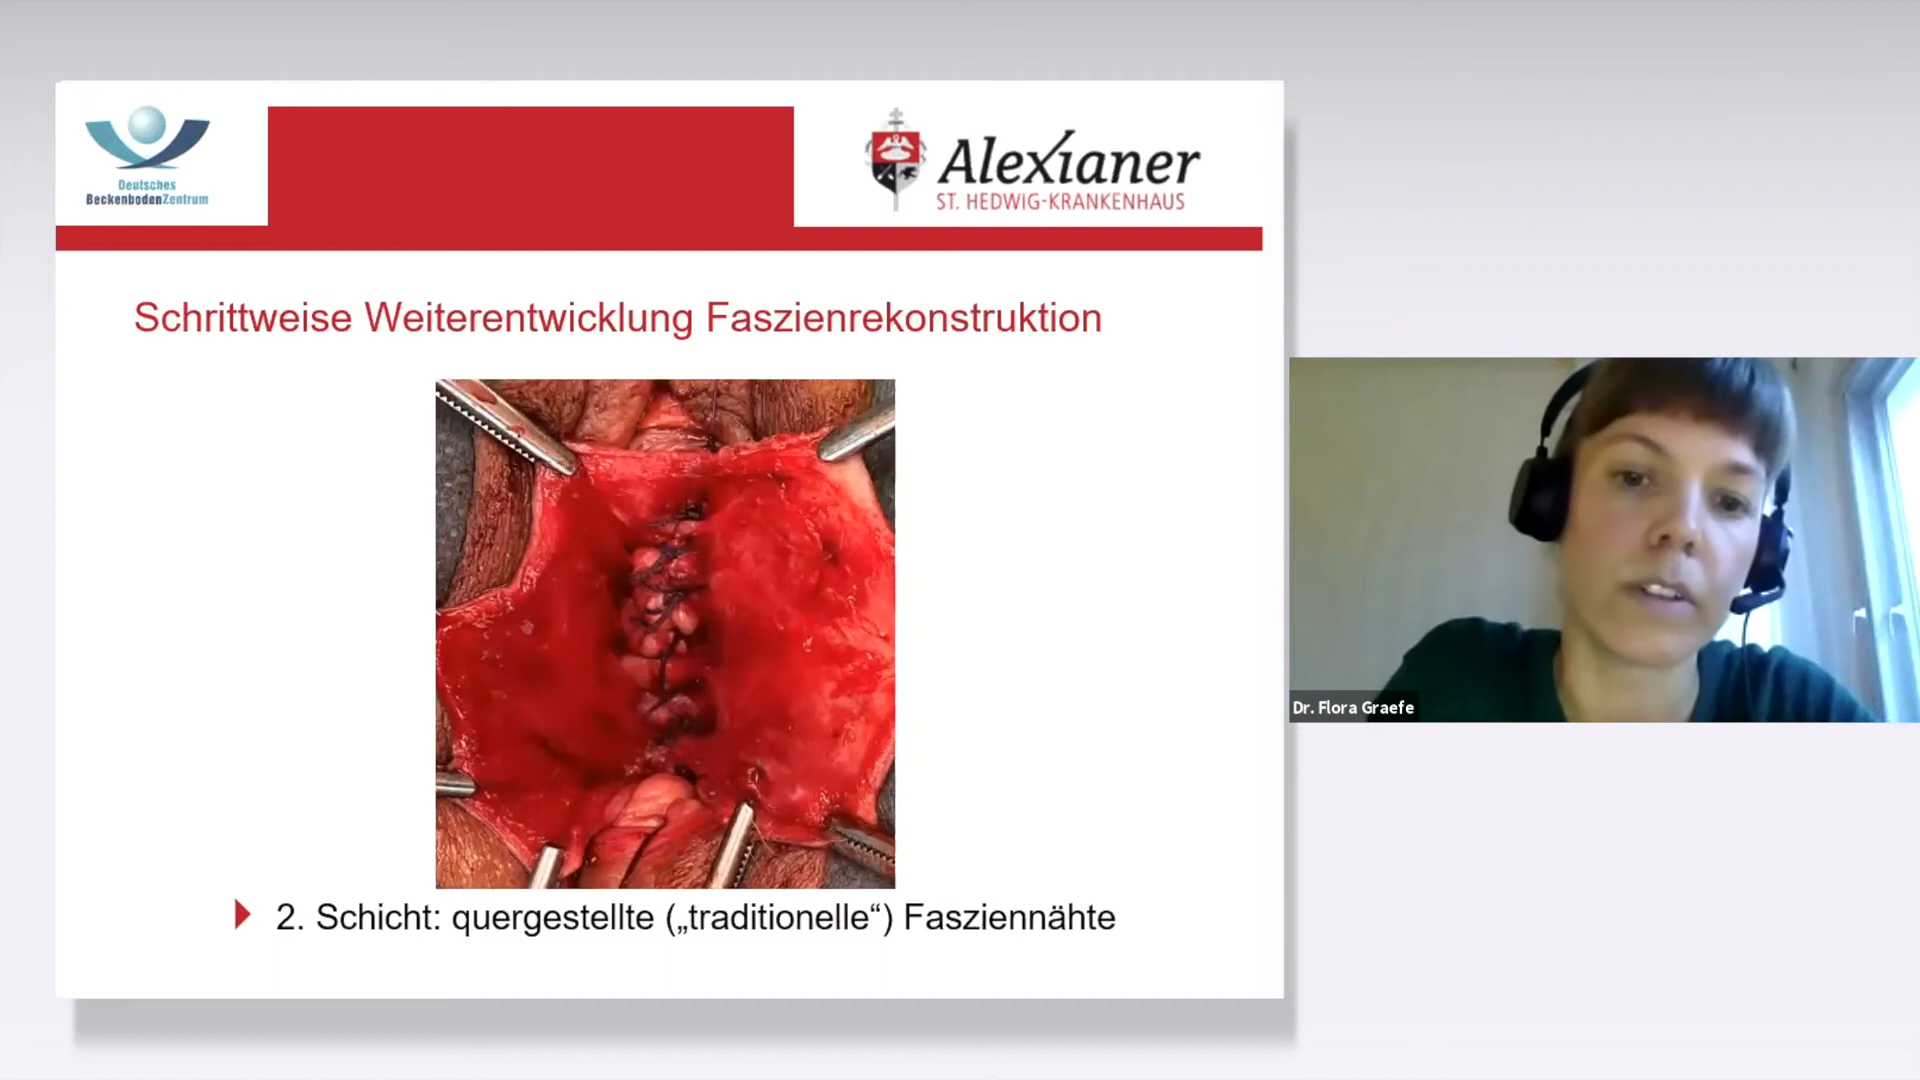 Deutsches
BeckenbodenZentrum
Alexianer
ST. HEDWIG-KRANKENHAUS
Schrittweise Weiterentwicklung Faszienrekonstruktion
2. Schicht: quergestellte („traditionelle“) Fasziennähte
Dr. Flora Graefe